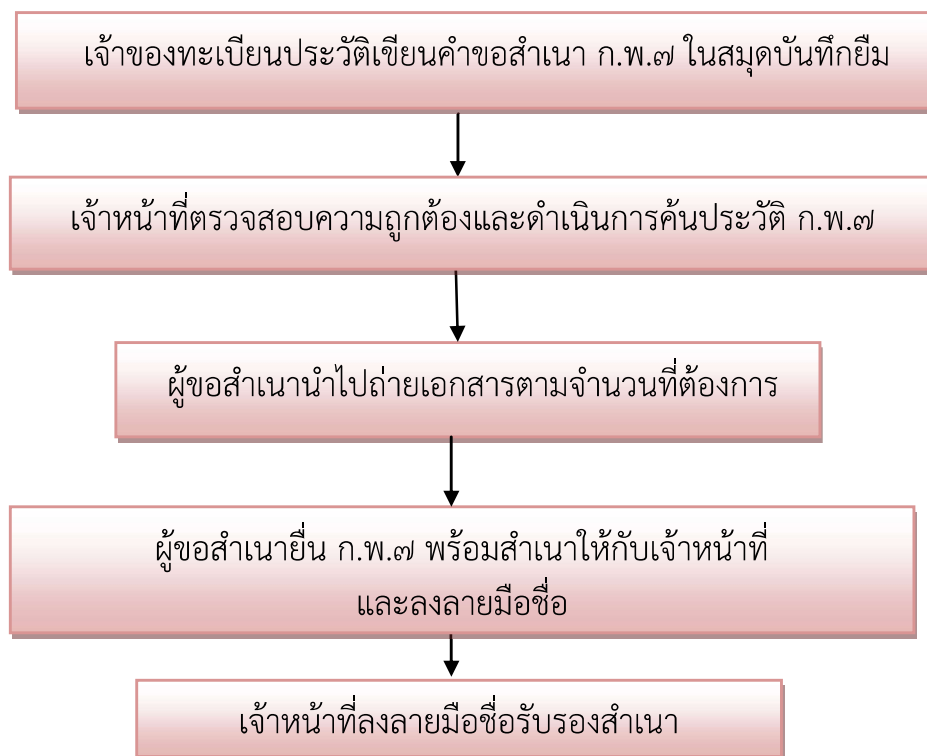 เจ้าของทะเบียนประวัติเขียนคำขอสำเนา ก.พ.๗ ในสมุดบันทึกยืม
เจ้าหน้าที่ตรวจสอบความถูกต้องและดำเนินการค้นประวัติ ก.พ.๗
ผู้ขอสำเนานำไปถ่ายเอกสารตามจำนวนที่ต้องการ
ผู้ขอสำเนายื่น ก.พ.๗ พร้อมสำเนาให้กับเจ้าหน้าที่
และลงลายมือชื่อ
เจ้าหน้าที่ลงลายมือชื่อรับรองสำเนา